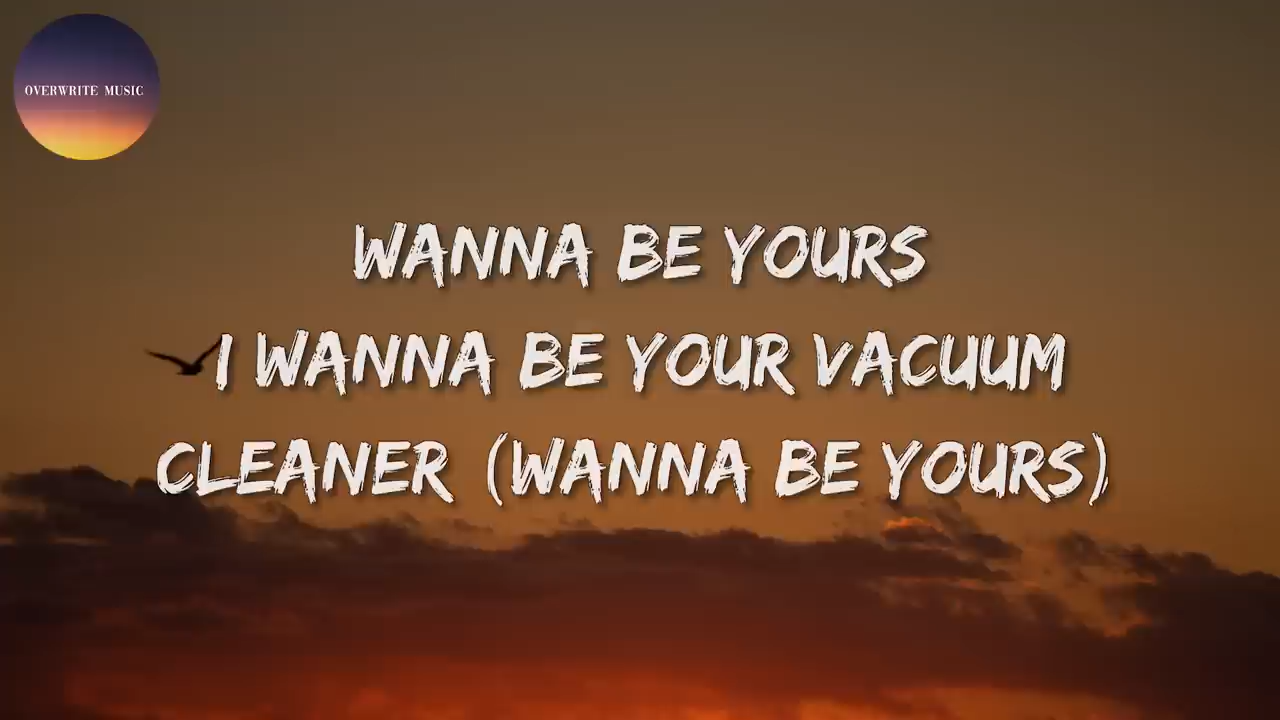 OVERWRITE MUSIC
WANNA BE YOURS
I WANNA BE YOUR VACUUM
CLEANER (WANNA BE YOURS)